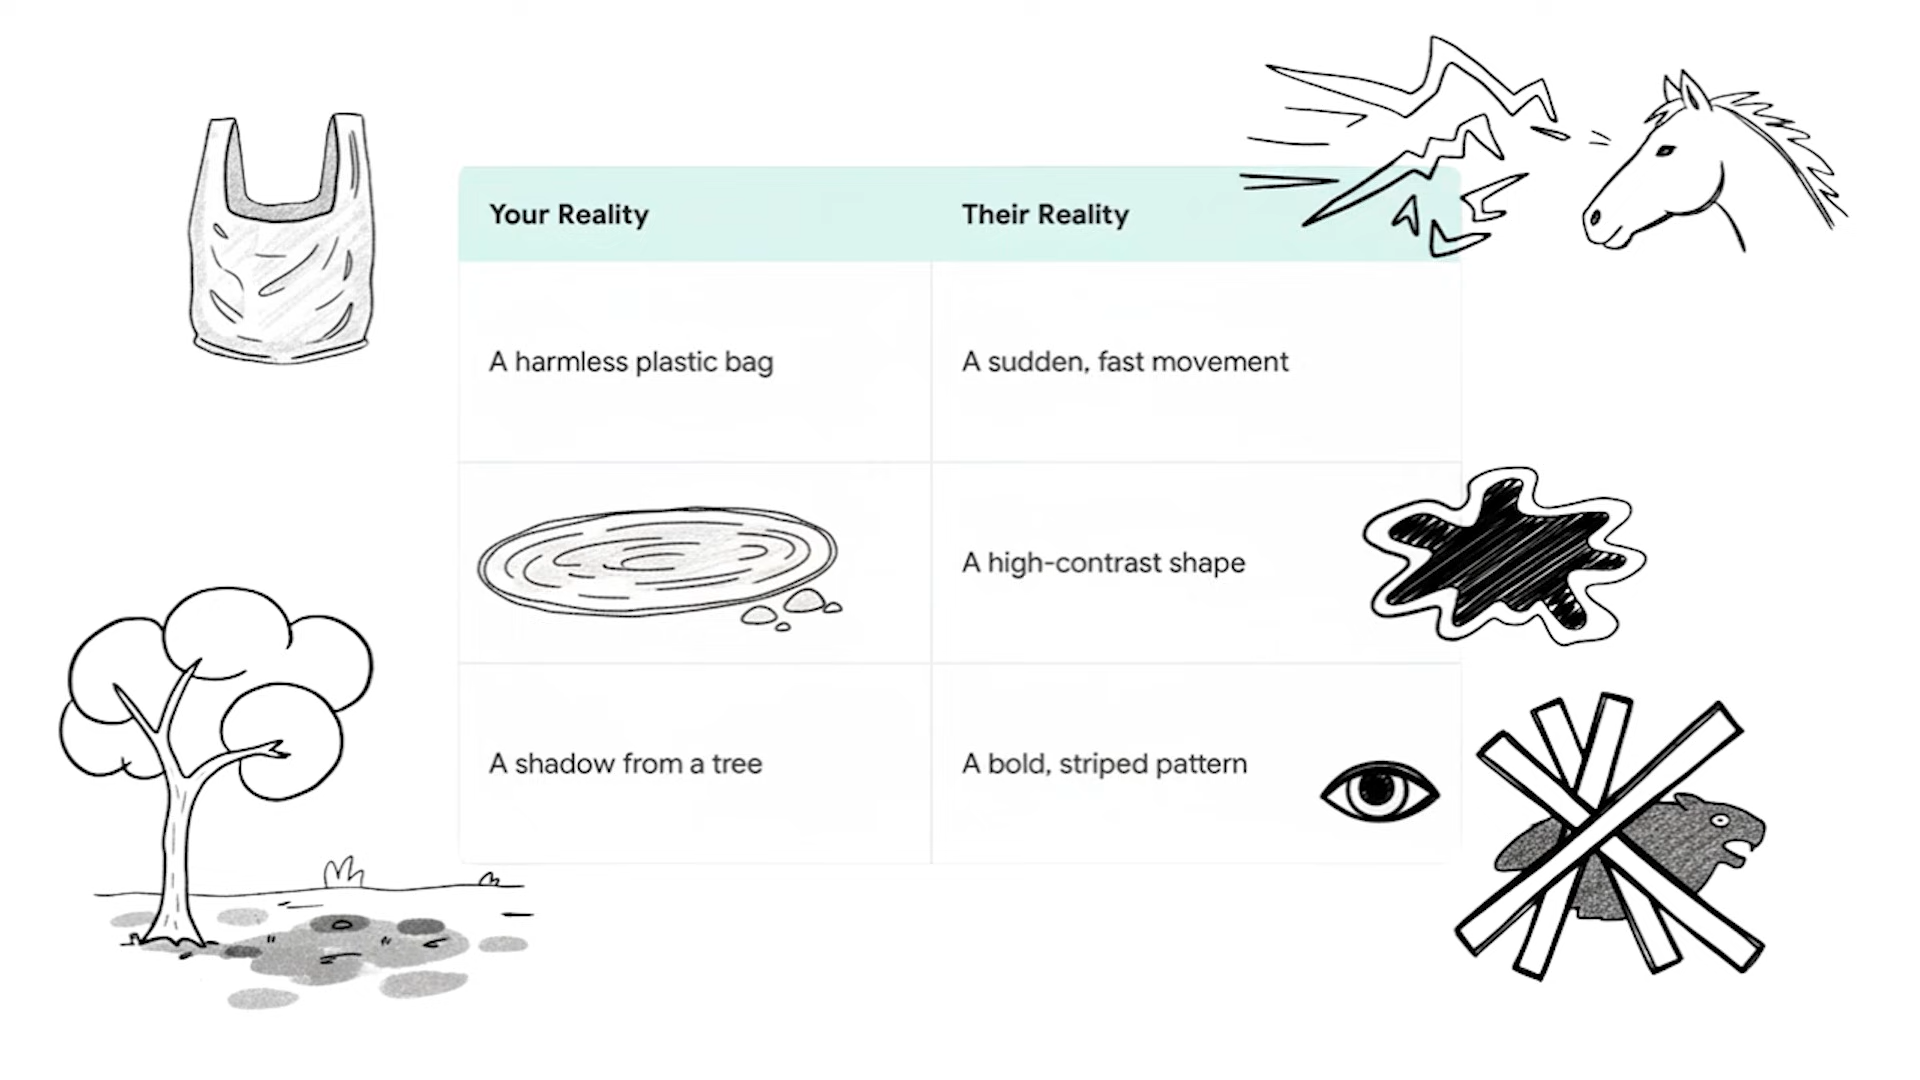 Your Reality
Their Reality
A harmless plastic bag
A sudden, fast movement
A high-contrast shape
A shadow from a tree
A bold, striped pattern